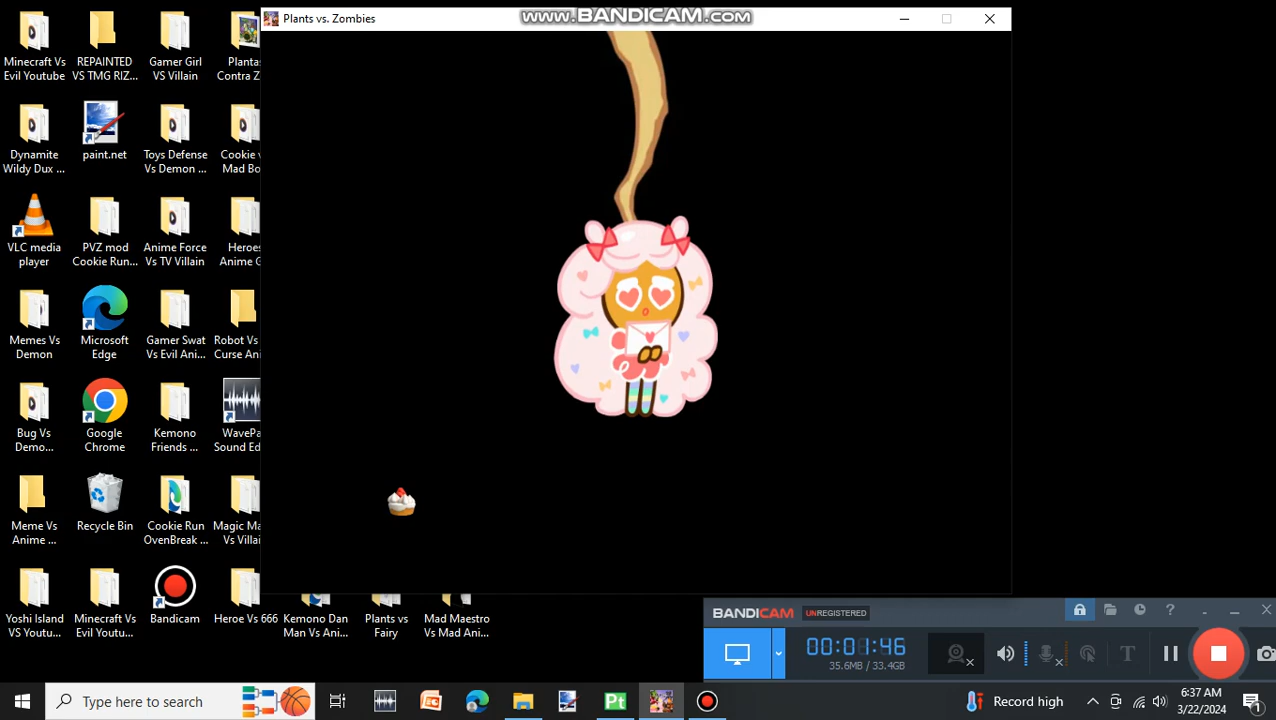 Plants vs. Zombies
www.BANDICAM.com
Minecraft Vs
Evil Youtube
REPAINTED
VS TMG RIZ...
Gamer Girl
VS Villain
Plantas
Contra Z
Dynamite
Wildy Dux ...
paint.net
Toys Defense
Vs Demon ...
Cookie v
Mad Bo
VLC media
player
PVZ mod
Cookie Run...
Anime Force
Vs TV Villain
Heroes
Anime G
Memes Vs
Demon
Microsoft
Edge
Gamer Swat
Vs Evil Ani...
Robot Vs
Curse Ani
Bug Vs
Demo...
Google
Chrome
Kemono
Friends ...
WavePa
Sound Ed
Meme Vs
Anime ...
Recycle Bin
Cookie Run
OvenBreak ...
Magic Ma
Vs Villai
Yoshi Island
VS Youtu...
Minecraft Vs
Evil Youtu...
Bandicam
Heroe Vs 666
Kemono Dan
Man Vs Ani...
Plants vs
Fairy
Mad Maestro
Vs Mad Ani...
BANDICAM UNREGISTERED
00:01:46
35.6MB / 33.4GB
Type here to search
Record high
3:37 AM
3/22/2024